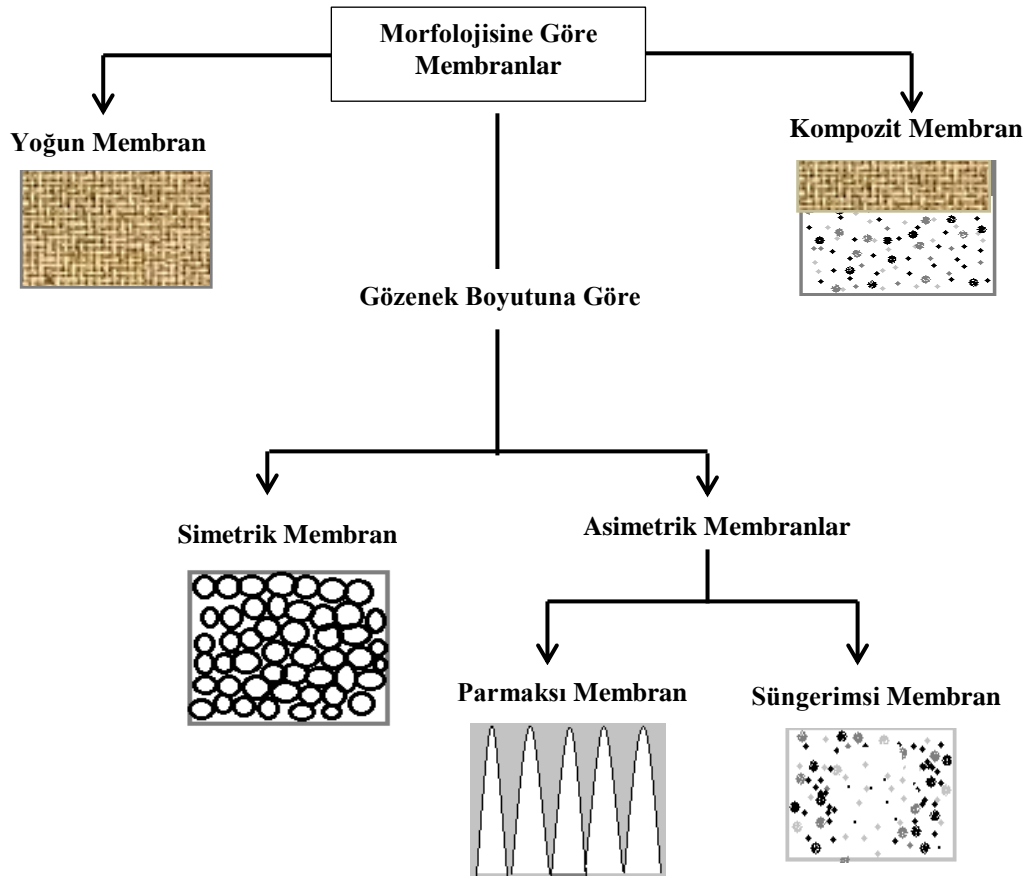 Morfolojisine Göre
Membranlar
Yoğun Membran
Kompozit Membran
Gözenek Boyutuna Göre
Simetrik Membran
Asimetrik Membranlar
Parmaksı Membran
Süngerimsi Membran